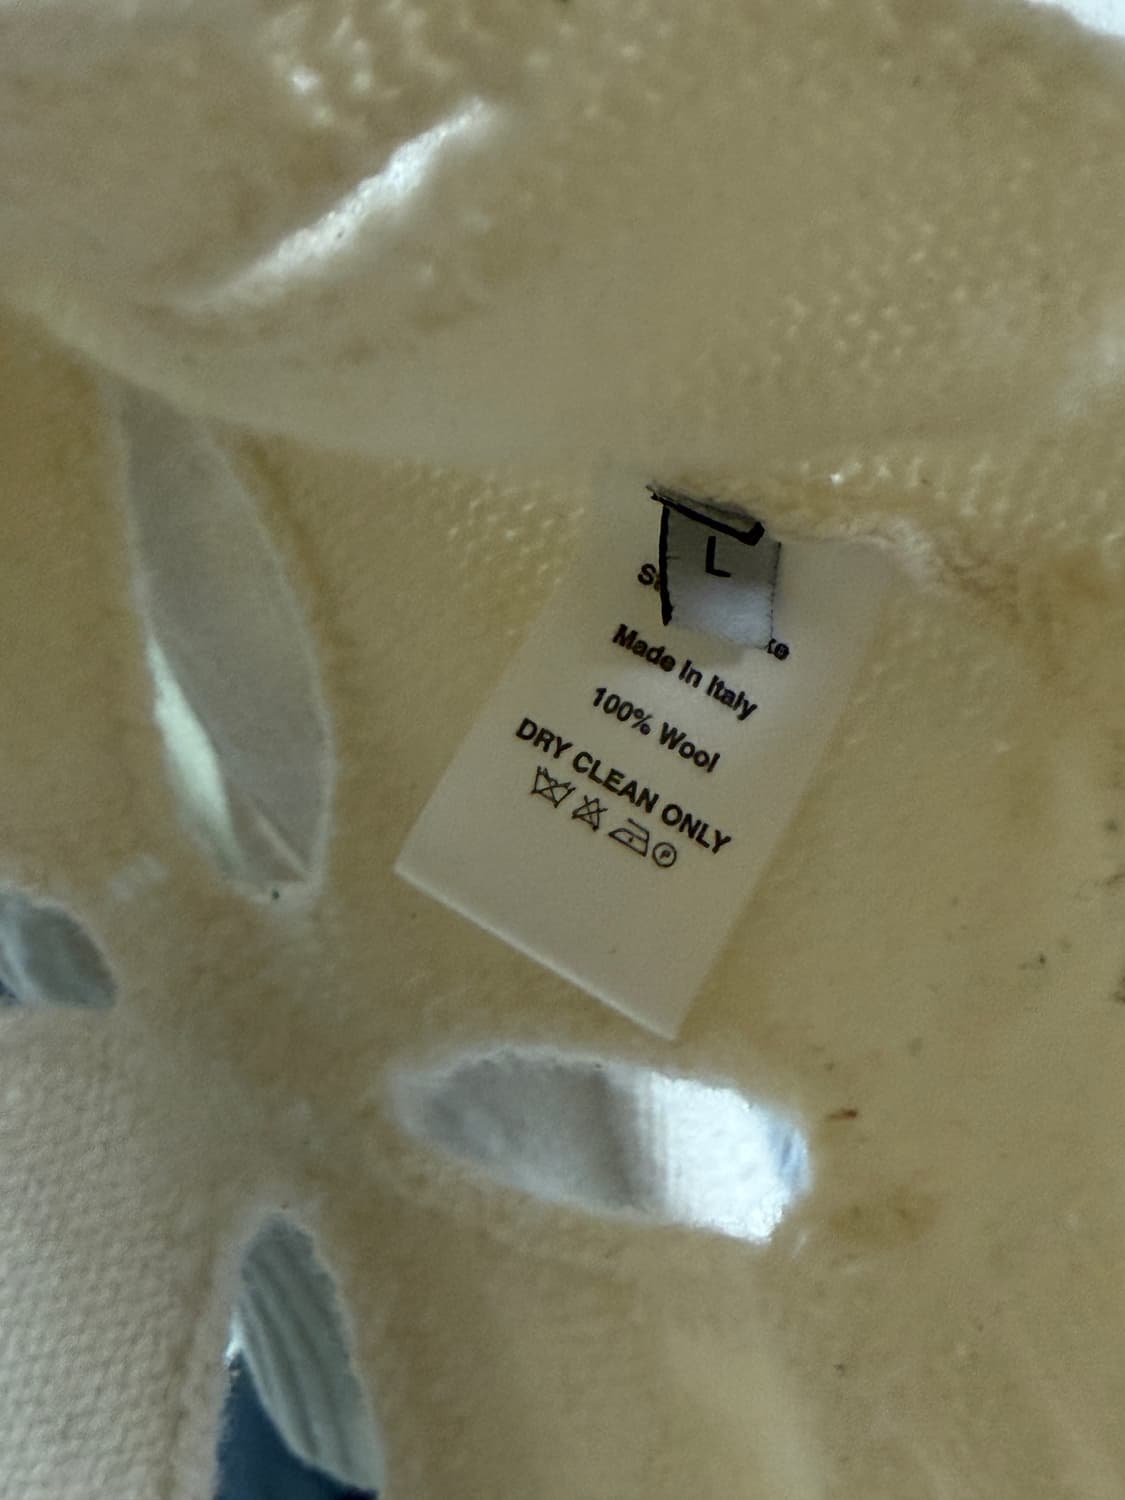 L
Made In Italy
100% Wool
DRY CLEAN ONLY
P